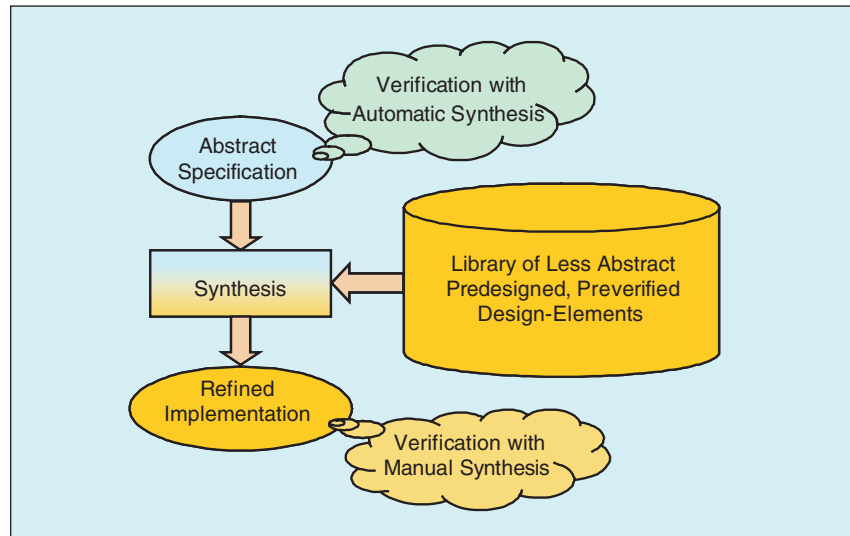 Verification with
Automatic Synthesis
Abstract
Specification
Library of Less Abstract
Predesigned, Preverified
Design-Elements
Synthesis
Refined
Implementation
Verification with
Manual Synthesis